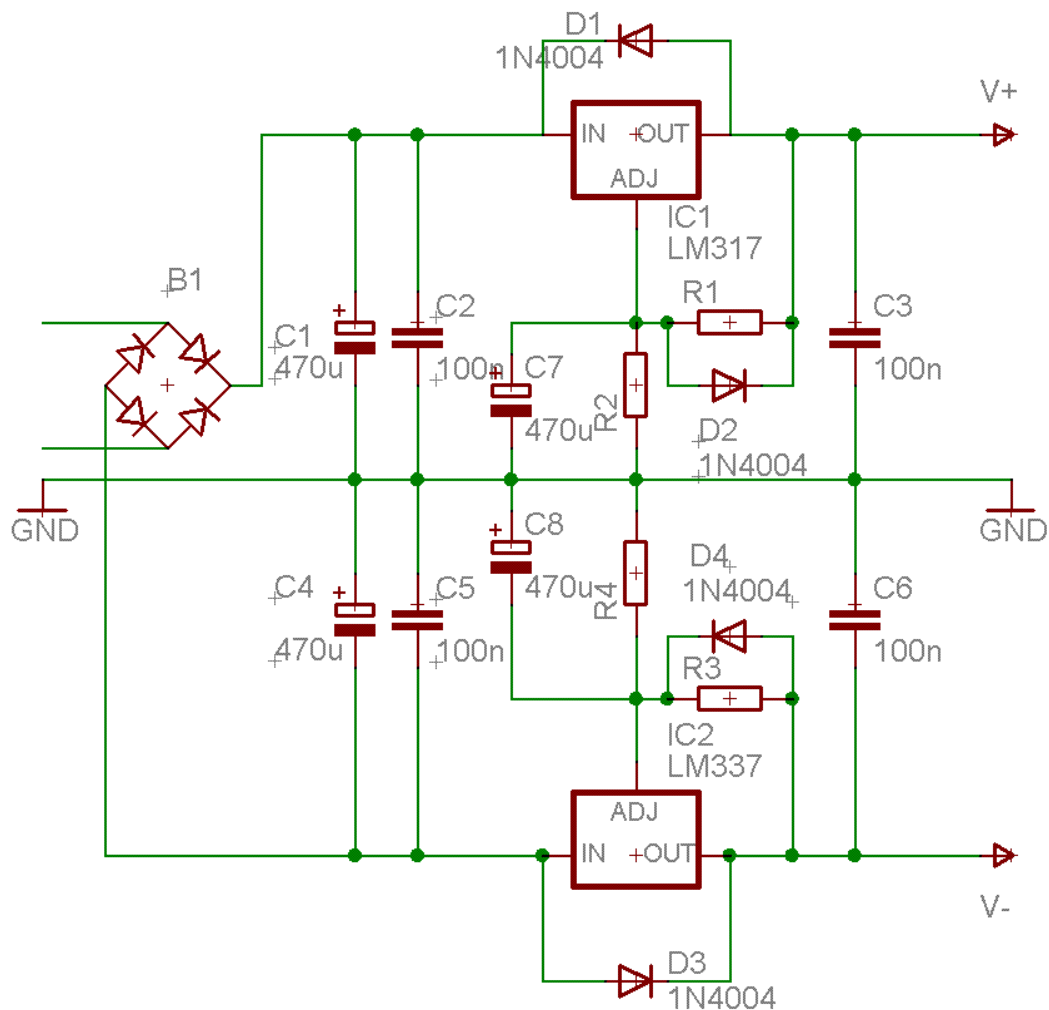 D1
1N4004
V+
IN
OUT
ADJ
IC1
LM317
B1
R1
C1
470u
C2
100n
C3
100n
C7
470u
R2
D2
1N4004
GND
GND
C8
470u
R4
D4
1N4004
C4
470u
C5
100n
C6
100n
R3
IC2
LM337
ADJ
IN
OUT
V-
D3
1N4004